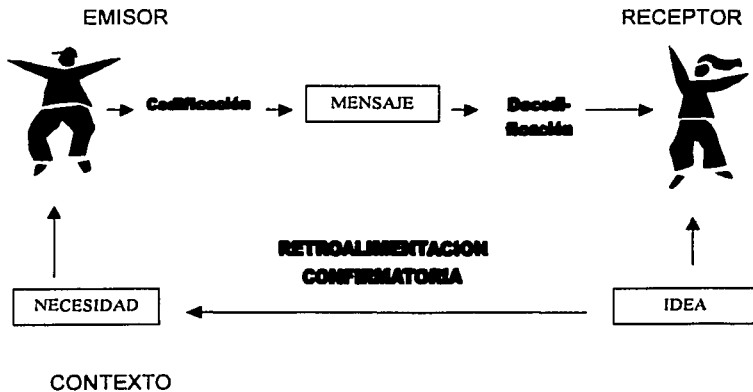 EMISOR
RECEPTOR
Codificación
MENSAJE
Decodi-
ficación
RETROALIMENTACION
CONFIRMATORIA
NECESIDAD
IDEA
CONTEXTO